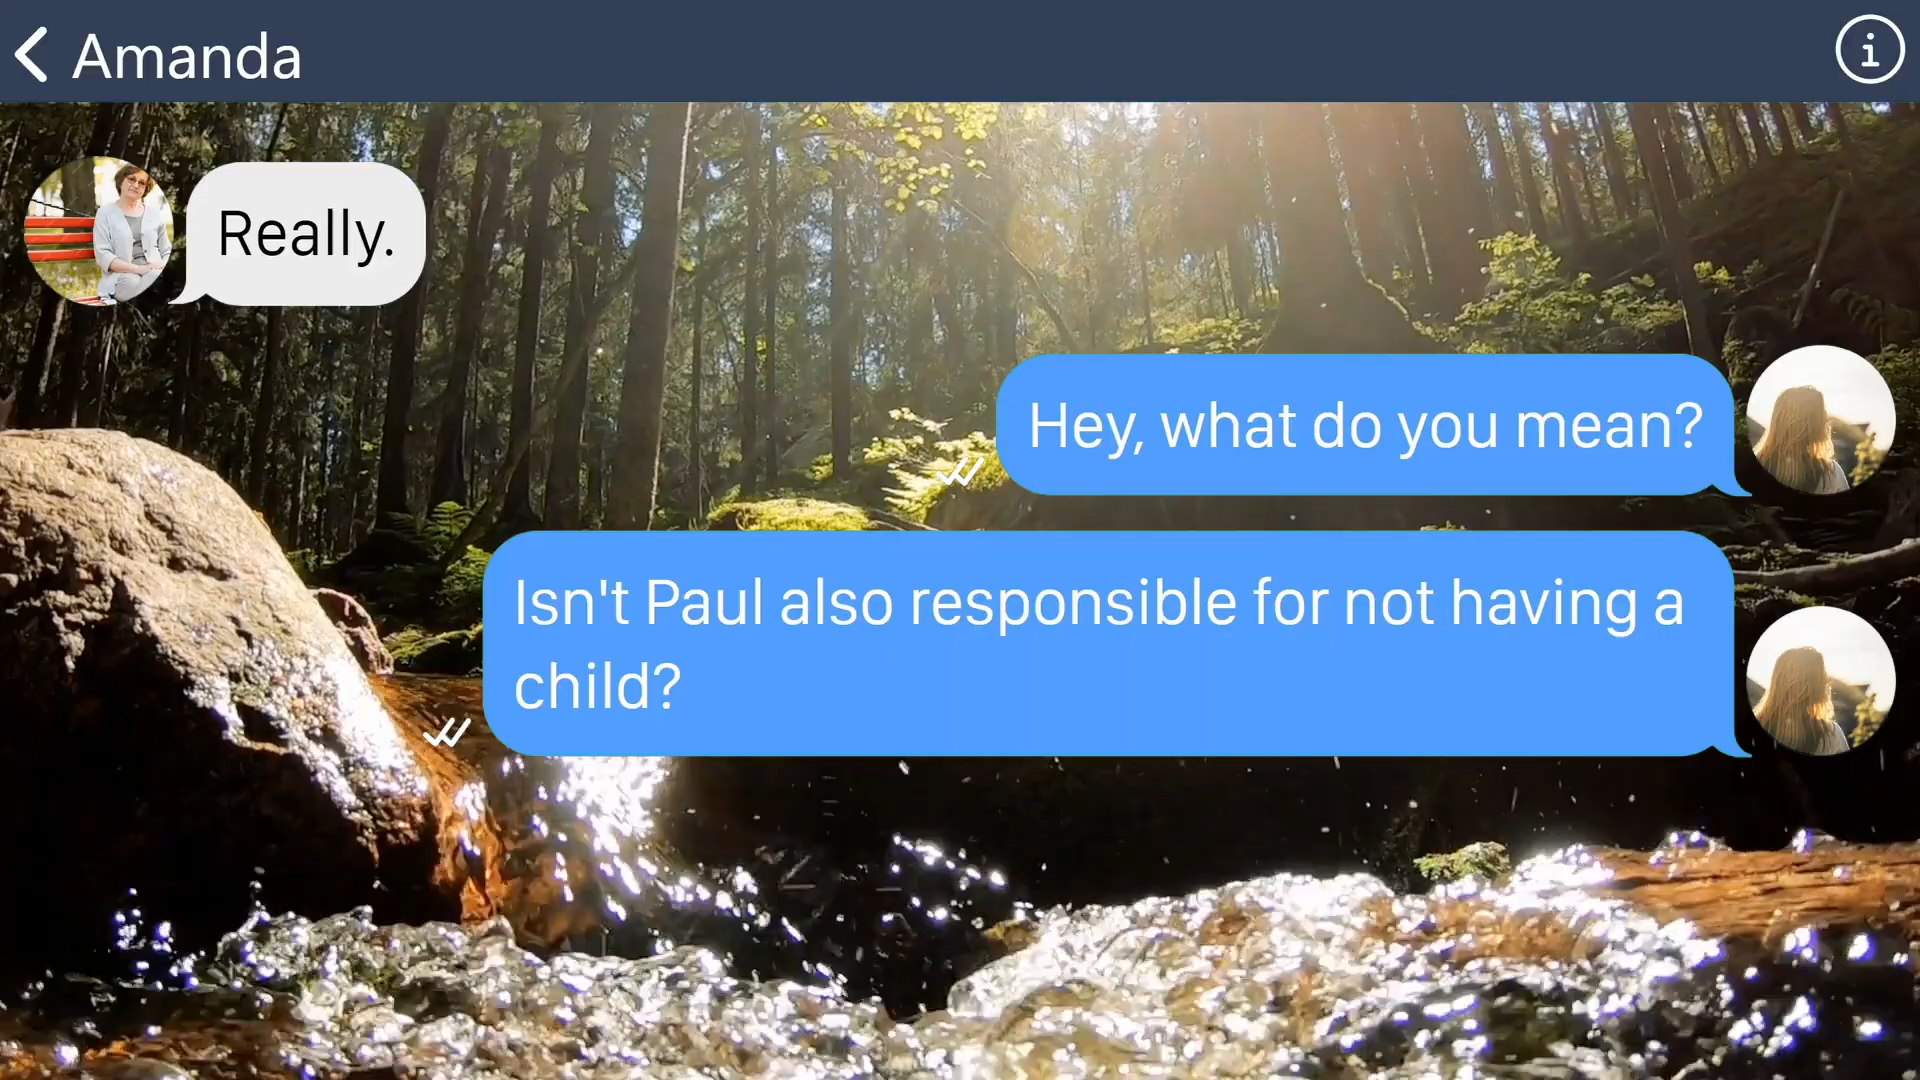 Amanda
Really.
Hey, what do you mean?
Isn't Paul also responsible for not having a
child?